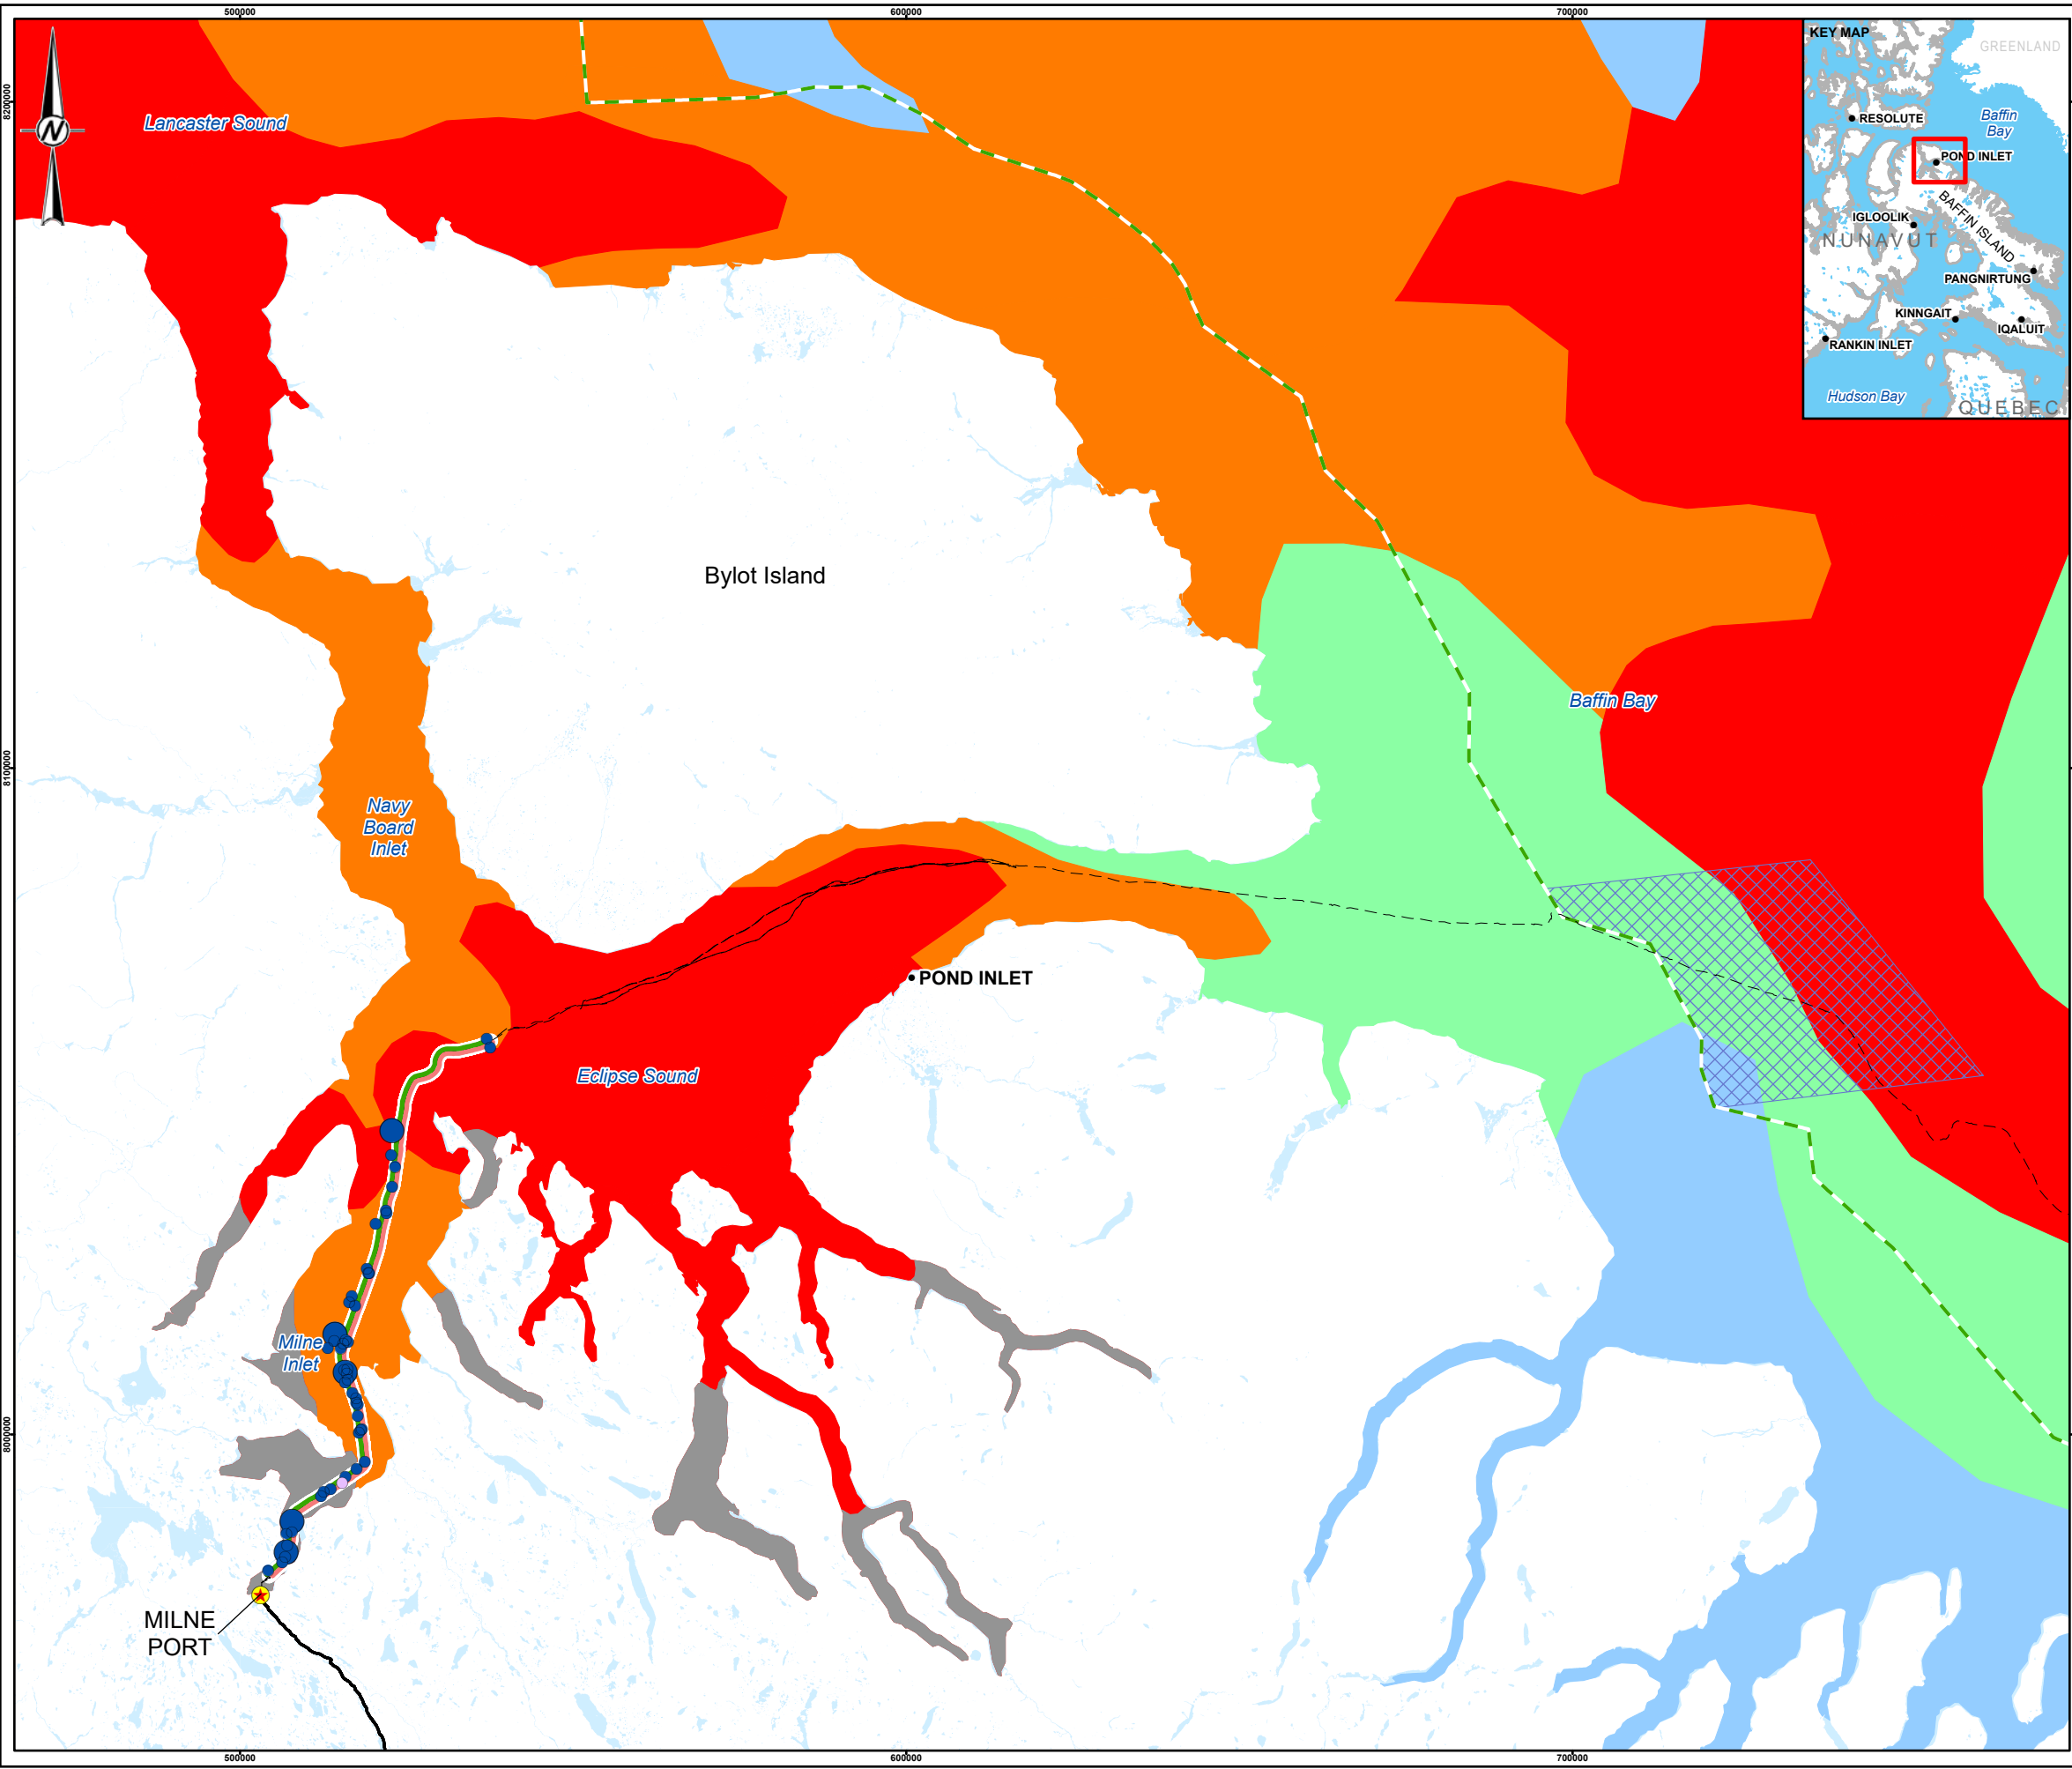 500000
600000
700000
8200000
KEY MAP
GREENLAND
N
Lancaster Sound
RESOLUTE
Baffin
Bay
POND INLET
BAFFIN ISLAND
IGLOOLIK
NUNAVUT
PANGNIRTUNG
KINNGAIT
IQALUIT
RANKIN INLET
Hudson Bay
QUEBEC
Bylot Island
Baffin Bay
8100000
Navy
Board
Inlet
POND INLET
Eclipse Sound
Milne
Inlet
8000000
MILNE
PORT
500000
600000
700000